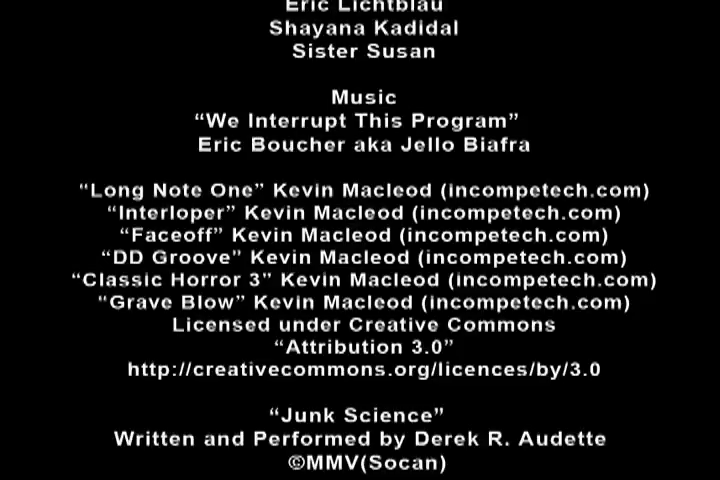 Eric Lichtblau
Shayana Kadidal
Sister Susan
Music
“We Interrupt This Program”
Eric Boucher aka Jello Biafra
“Long Note One” Kevin Macleod (incompetech.com)
“Interloper” Kevin Macleod (incompetech.com)
“Faceoff” Kevin Macleod (incompetech.com)
“DD Groove” Kevin Macleod (incompetech.com)
“Classic Horror 3” Kevin Macleod (incompetech.com)
“Grave Blow” Kevin Macleod (incompetech.com)
Licensed under Creative Commons
“Attribution 3.0”
http://creativecommons.org/licences/by/3.0
“Junk Science”
Written and Performed by Derek R. Audette
©MMV(Socan)